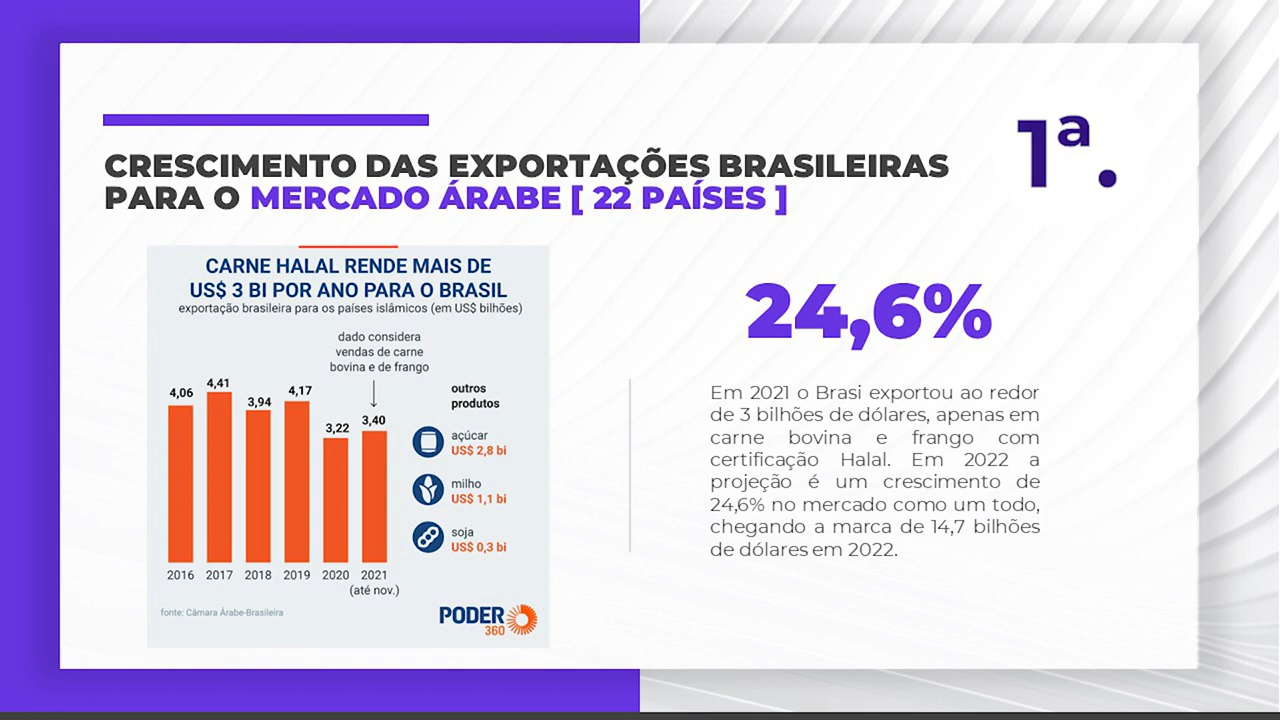 CRESCIMENTO DAS EXPORTAÇÕES BRASILEIRAS
PARA O MERCADO ÁRABE [ 22 PAÍSES ]
1ª.
CARNE HALAL RENDE MAIS DE
US$ 3 BI POR ANO PARA O BRASIL
exportação brasileira para os países islâmicos (em US$ bilhões)
dado considera
vendas de carne
bovina e de frango
4,06
4,41
3,94
4,17
3,22
3,40
2016
2017
2018
2019
2020
2021
(até nov.)
outros
produtos
açúcar
US$ 2,8 bi
milho
US$ 1,1 bi
soja
US$ 0,3 bi
fonte: Câmara Árabe-Brasileira
PODER
360
24,6%
Em 2021 o Brasi exportou ao redor
de 3 bilhões de dólares, apenas em
carne bovina e frango com
certificação Halal. Em 2022 a
projeção é um crescimento de
24,6% no mercado como um todo,
chegando a marca de 14,7 bilhões
de dólares em 2022.